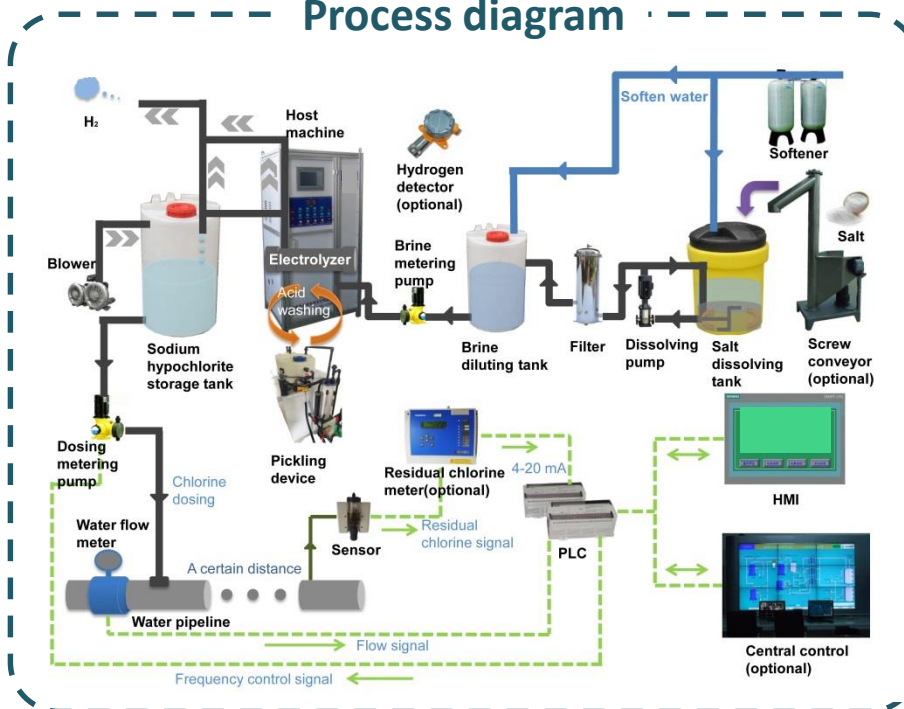 Process diagram
H₂
Host
machine
Hydrogen
detector
(optional)
Soften water
Softener
Salt
Blower
Electrolyzer
Acid
washing
Brine
metering
pump
Sodium
hypochlorite
storage tank
Brine
diluting tank
Filter
Dissolving
pump
Salt
dissolving
tank
Screw
conveyor
(optional)
Dosing
metering
pump
Chlorine
dosing
Pickling
device
Residual chlorine
meter(optional)
4-20 mA
HMI
Water flow
meter
Sensor
Residual
chlorine signal
PLC
A certain distance
Water pipeline
Flow signal
Central control
(optional)
Frequency control signal